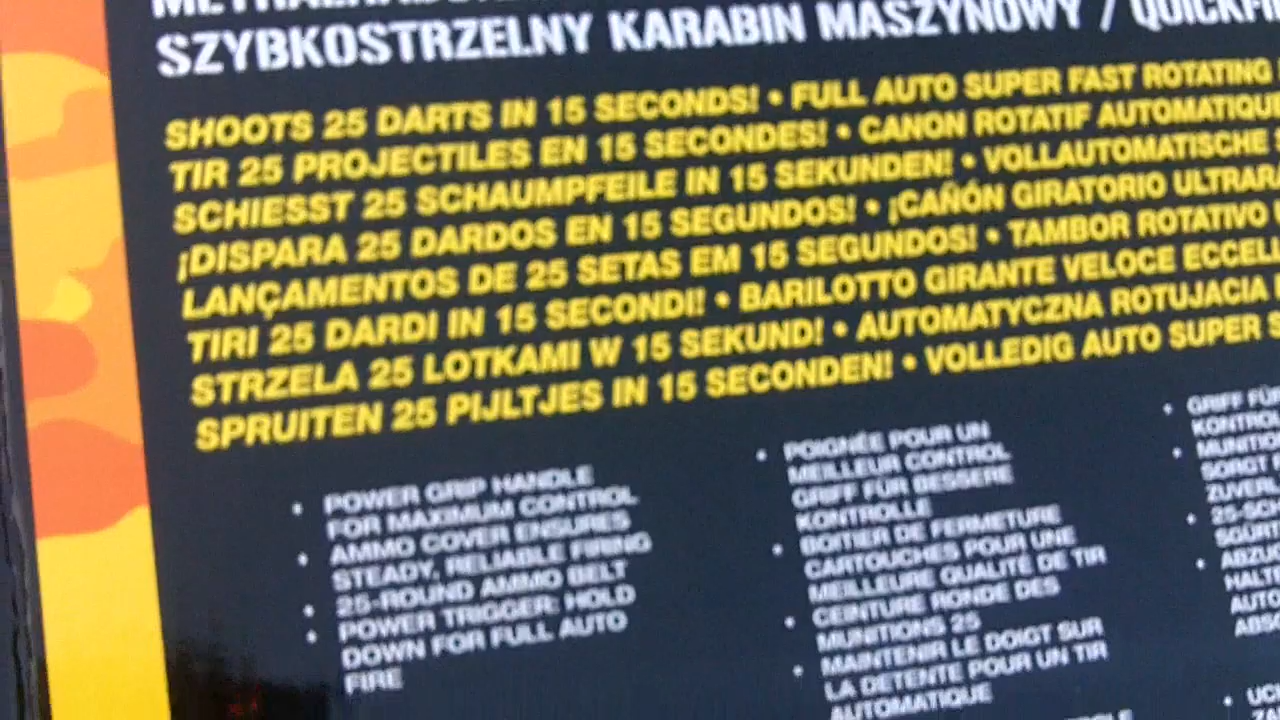 SZYBKOSTRZELNY KARABIN MASZYNOWY /
SHOOTS 25 DARTS IN 15 SECONDS! • FULL AUTO SUPER FAST ROTATING
TIR 25 PROJECTILES EN 15 SECONDES! • CANON ROTATIF AUTOMATIQUE
SCHIESST 25 SCHAUMPFEILE IN 15 SEKUNDEN! • VOLLAUTOMATISCHE
¡DISPARA 25 DARDOS EN 15 SEGUNDOS! • ¡CAÑÓN GIRATORIO
LANÇAMENTOS DE 25 SETAS EM 15 SEGUNDOS! • TAMBOR ROTATIVO
TIRI 25 DARDI IN 15 SECONDI! • BARILOTTO GIRANTE VELOCE
STRZELA 25 LOTKAMI W 15 SEKUND! • AUTOMATYCZNA ROTUJACIA
SPRUITEN 25 PIJLTJES IN 15 SECONDEN! • VOLLEDIG AUTO SUPER
• POWER GRIP HANDLE
FOR MAXIMUM CONTROL
• AMMO COVER ENSURES
STEADY, RELIABLE FIRING
• 25-ROUND AMMO BELT
• POWER TRIGGER: HOLD
DOWN FOR FULL AUTO
FIRE
• POIGNÉE POUR UN
MEILLEUR CONTROL
GRIFF FÜR BESSERE
KONTROLLE
• BOITIER DE FERMETURE
CARTOUCHES POUR UNE
MEILLEURE QUALITÉ DE TIR
• CEINTURE RONDE DES
MUNITIONS 25
• MAINTENIR LE DOIGT SUR
LA DETENTE POUR UN TIR
AUTOMATIQUE
• GRIFF FÜR